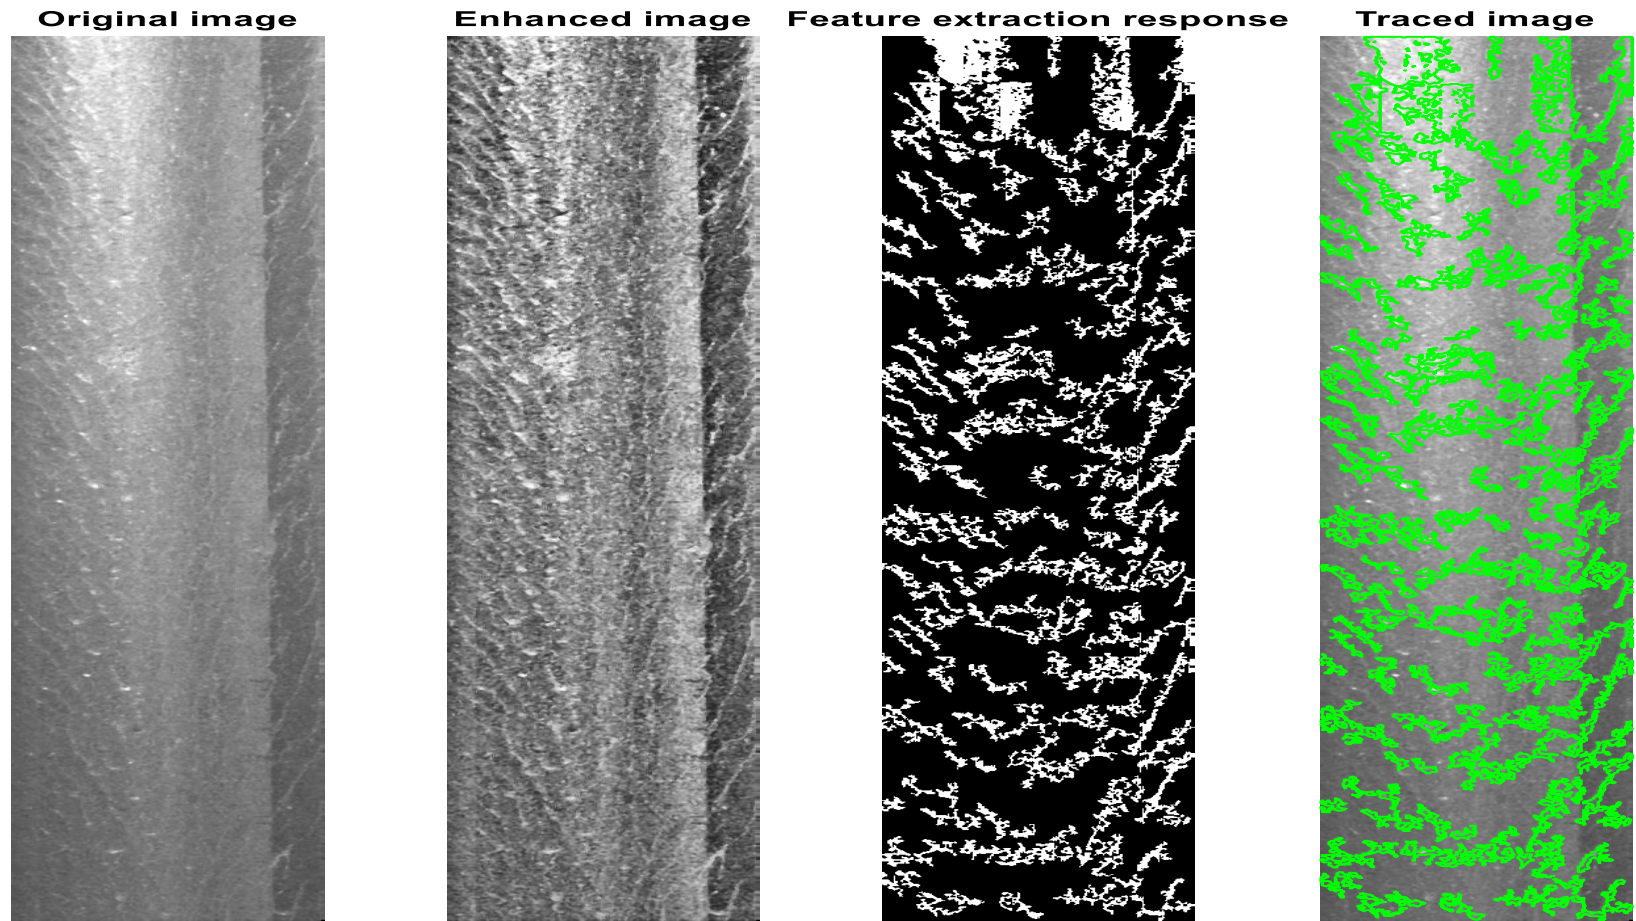 Original image
Enhanced image
Feature extraction response
Traced image